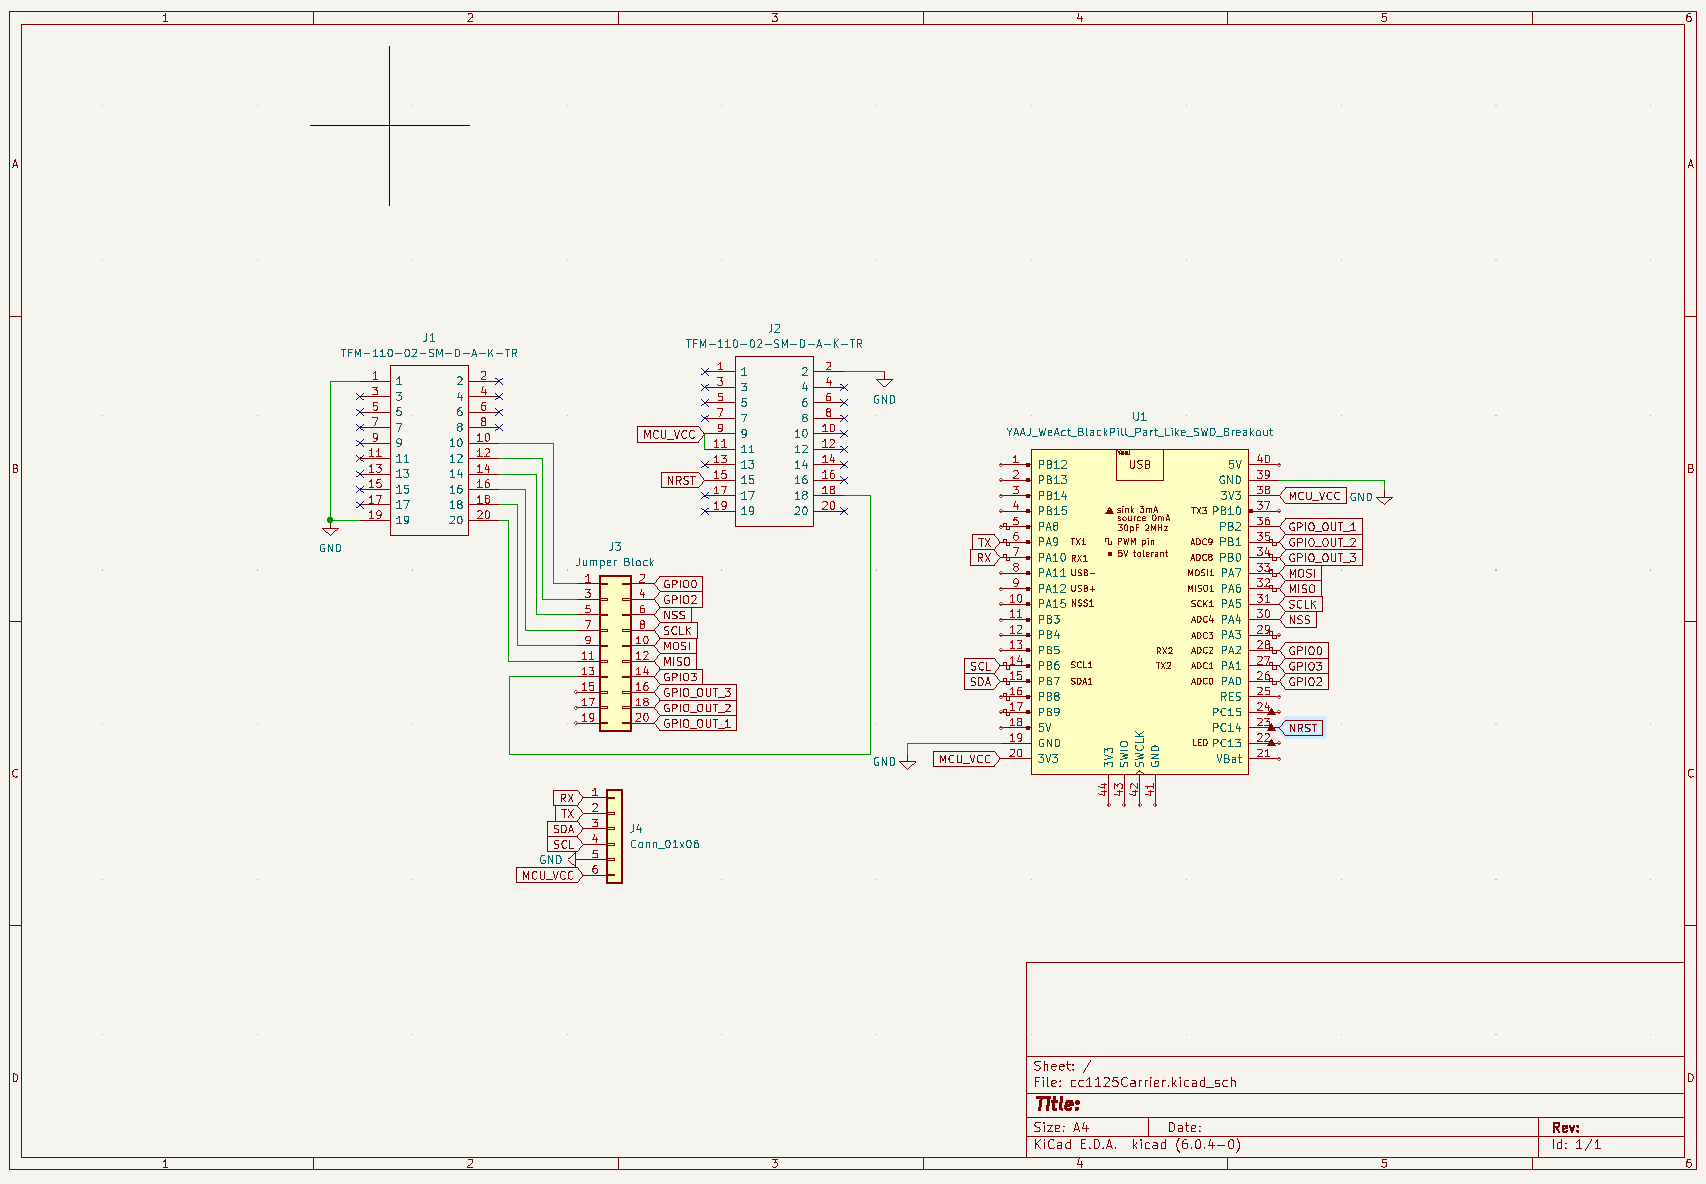 1 2 3 4 5 6
A A
B B
C C
D D
J1
TFM-110-02-SM-D-A-K-TR
1 1 2 2
3 3 4 4
5 5 6 6
7 7 8 8
9 9 10 10
11 11 12 12
13 13 14 14
15 15 16 16
17 17 18 18
19 19 20 20
GND
J2
TFM-110-02-SM-D-A-K-TR
1 1 2 2
3 3 4 4
5 5 6 6
7 7 8 8
MCU_VCC 9 9 10 10
11 11 12 12
13 13 14 14
NRST 15 15 16 16
17 17 18 18
19 19 20 20
GND
J3
Jumper Block
1 2 GPIO0
3 4 GPIO2
5 6 NSS
7 8 SCLK
9 10 MOSI
11 12 MISO
13 14 GPIO3
15 16 GPIO_OUT_3
17 18 GPIO_OUT_2
19 20 GPIO_OUT_1
RX 1
TX 2
SDA 3
SCL 4
GND 5
MCU_VCC 6
J4
Conn_01x06
U1
YAAJ_WeAct_BlackPill_Part_Like_SWD_Breakout
YaaJ
USB
sink 3mA
source 0mA
30pF 2MHz
PWM pin
5V tolerant
1 PB12
2 PB13
3 PB14
4 PB15
5 PA8
TX 6 PA9 TX1
RX 7 PA10 RX1
8 PA11 USB-
9 PA12 USB+
10 PA15 NSS1
11 PB3
12 PB4
13 PB5
SCL 14 PB6 SCL1
SDA 15 PB7 SDA1
16 PB8
17 PB9
18 5V
19 GND
GND
MCU_VCC 20 3V3
5V 40
GND 39
3V3 38 MCU_VCC GND
TX3 PB10 37
PB2 36 GPIO_OUT_1
ADC9 PB1 35 GPIO_OUT_2
ADC8 PB0 34 GPIO_OUT_3
MOSI1 PA7 33 MOSI
MISO1 PA6 32 MISO
SCK1 PA5 31 SCLK
ADC4 PA4 30 NSS
ADC3 PA3 29
RX2 ADC2 PA2 28 GPIO0
TX2 ADC1 PA1 27 GPIO3
ADC0 PA0 26 GPIO2
RES 25
PC15 24
PC14 23 NRST
LED PC13 22
VBat 21
3V3 SWIO SWCLK GND
44 43 42 41
Sheet: /
File: cc1125Carrier.kicad_sch
Title:
Size: A4 Date: Rev:
KiCad E.D.A. kicad (6.0.4-0) Id: 1/1
1 2 3 4 5 6